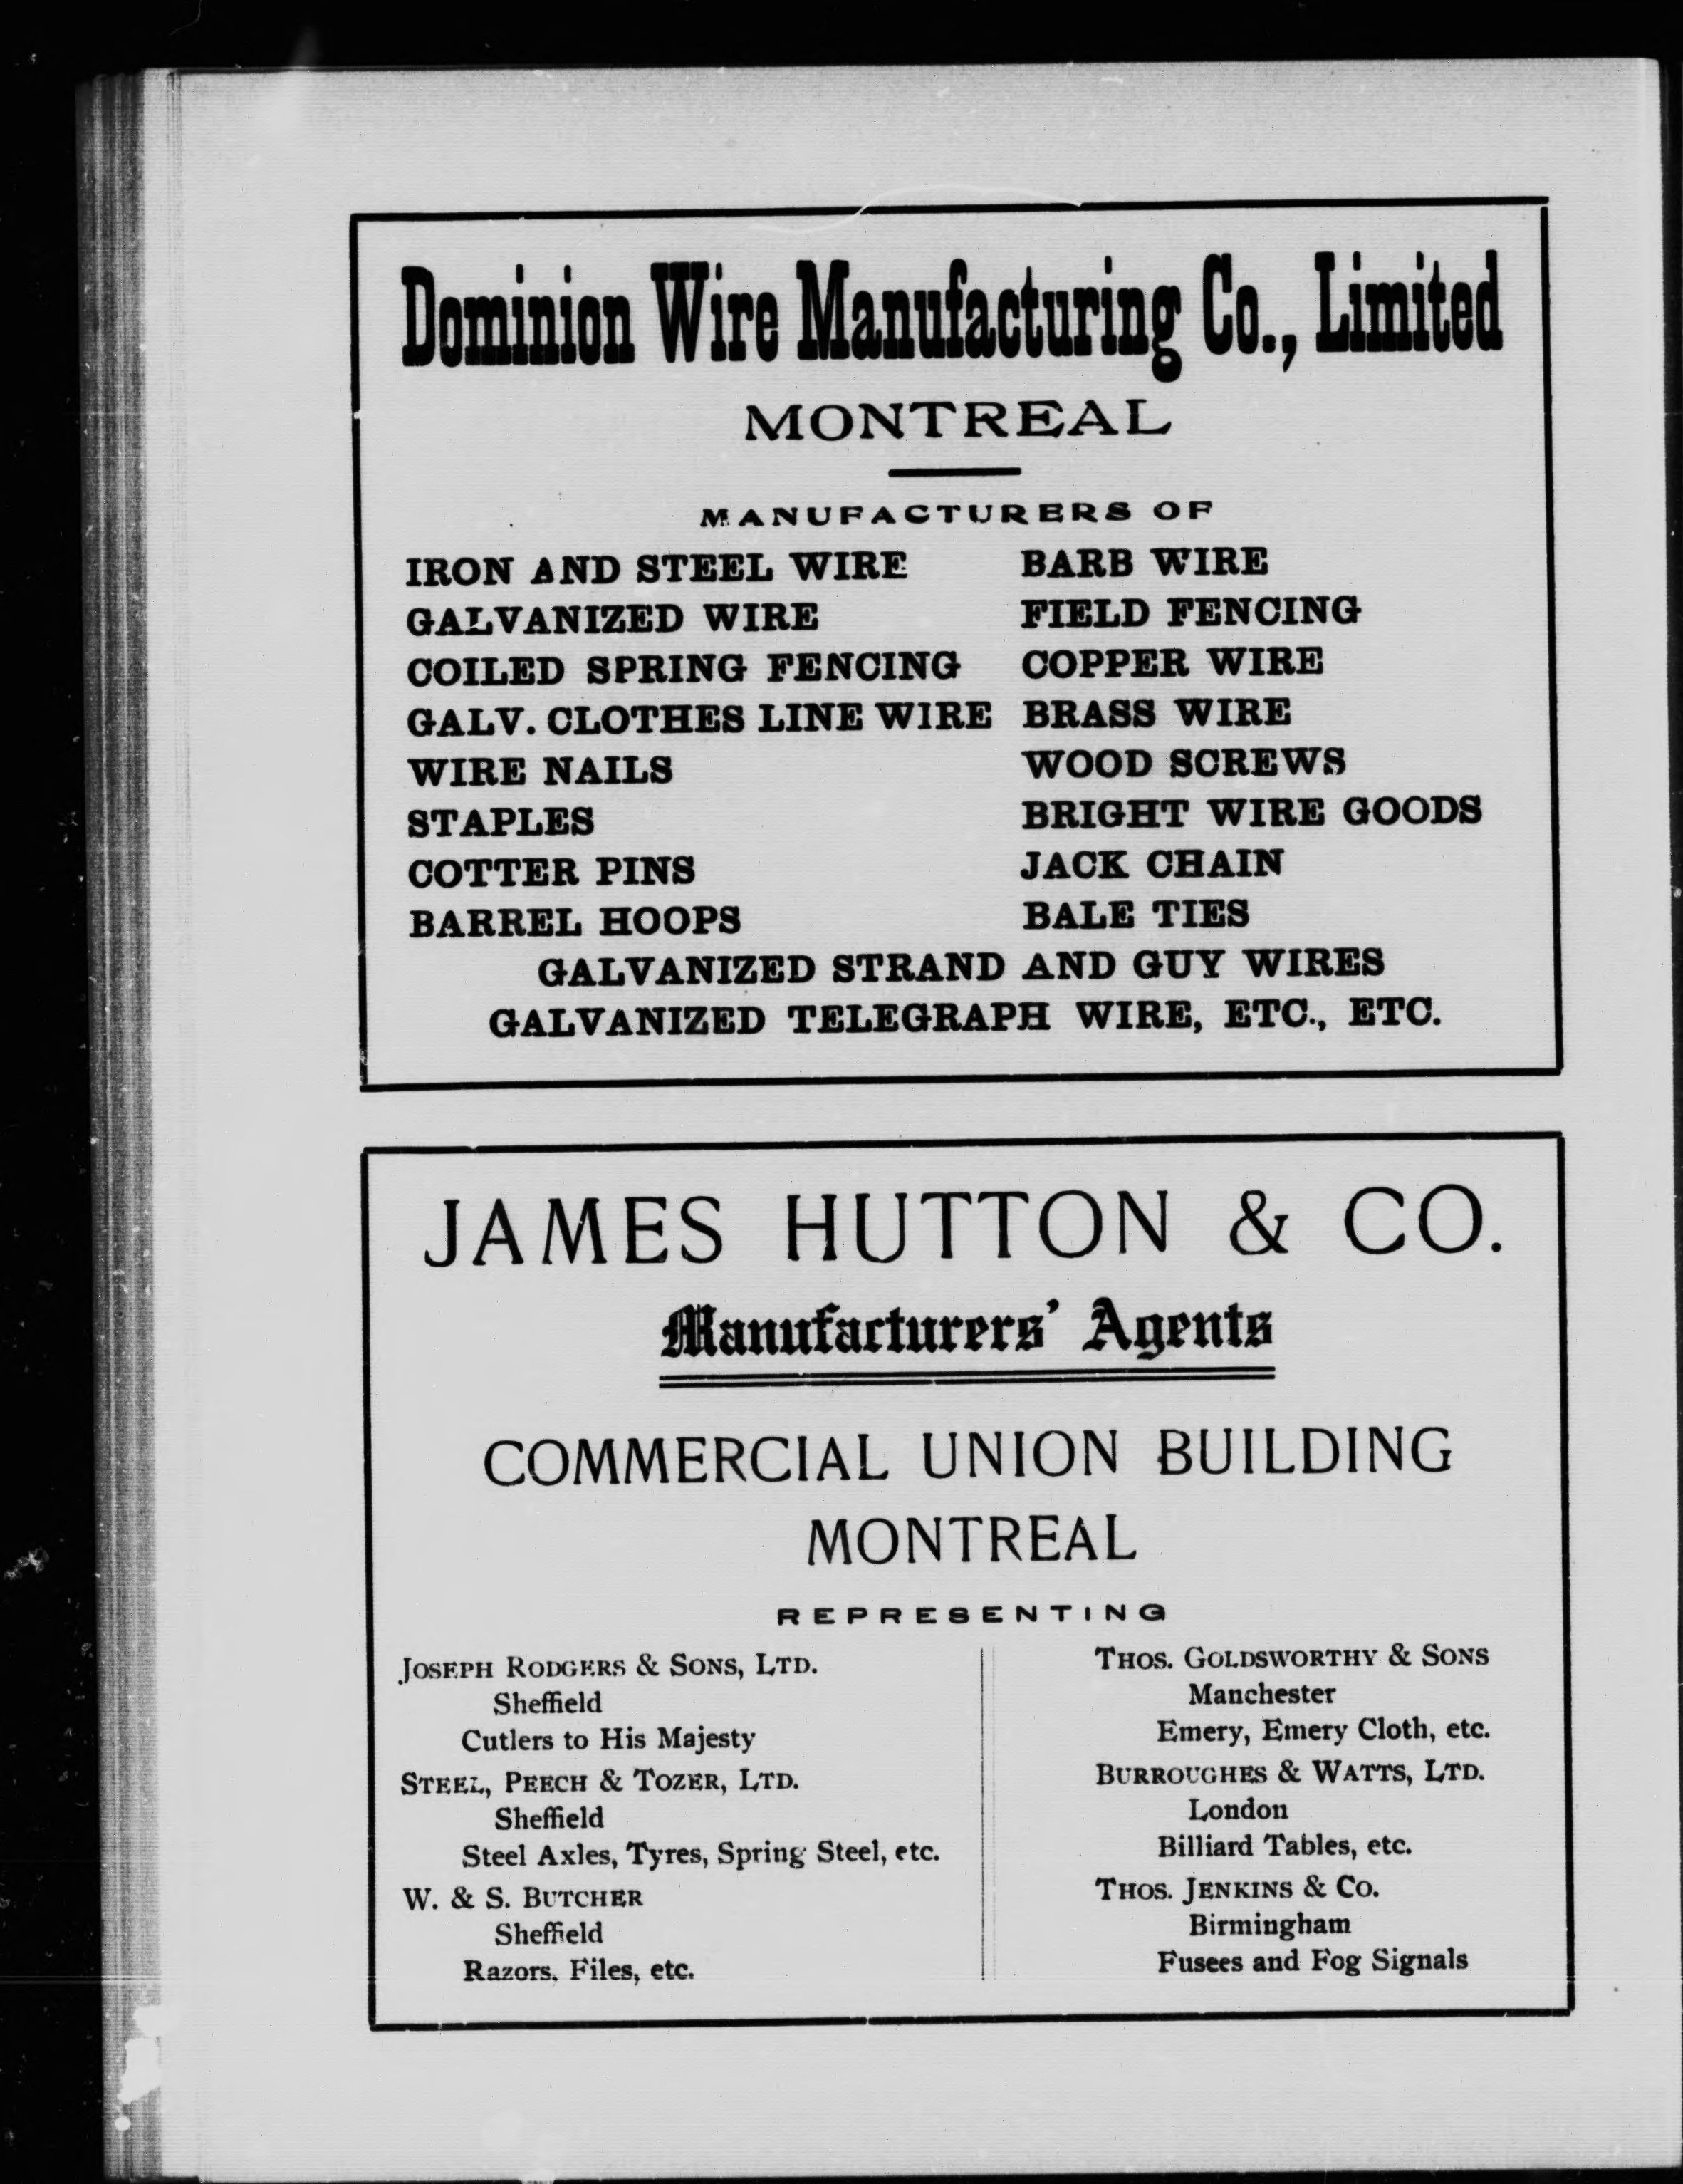 Dominion Wire Manufacturing Co., Limited
MONTREAL
MANUFACTURERS OF
IRON AND STEEL WIRE
GALVANIZED WIRE
COILED SPRING FENCING
GALV. CLOTHES LINE WIRE
WIRE NAILS
STAPLES
COTTER PINS
BARREL HOOPS
BARB WIRE
FIELD FENCING
COPPER WIRE
BRASS WIRE
WOOD SCREWS
BRIGHT WIRE GOODS
JACK CHAIN
BALE TIES
GALVANIZED STRAND AND GUY WIRES
GALVANIZED TELEGRAPH WIRE, ETC., ETC.
JAMES HUTTON & CO.
Manufacturers' Agents
COMMERCIAL UNION BUILDING
MONTREAL
REPRESENTING
JOSEPH RODGERS & SONS, LTD.
Sheffield
Cutlers to His Majesty
STEEL, PEECH & TOZER, LTD.
Sheffield
Steel Axles, Tyres, Spring Steel, etc.
W. & S. BUTCHER
Sheffield
Razors, Files, etc.
THOS. GOLDSWORTHY & SONS
Manchester
Emery, Emery Cloth, etc.
BURROUGHES & WATTS, LTD.
London
Billiard Tables, etc.
THOS. JENKINS & CO.
Birmingham
Fusees and Fog Signals